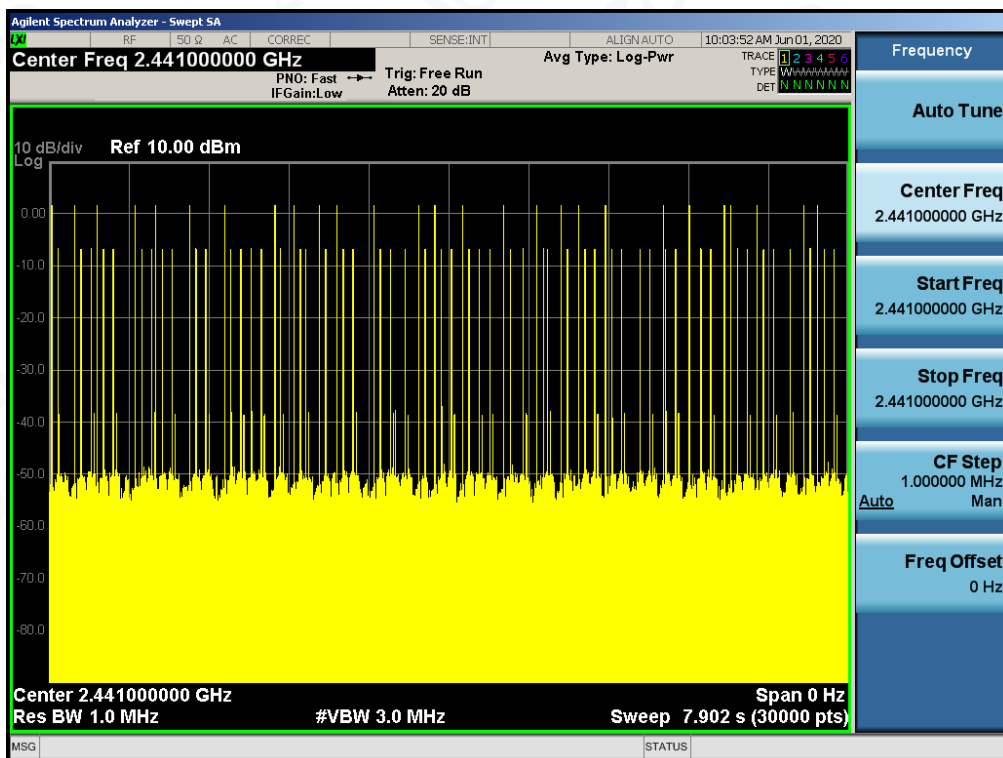 Agilent Spectrum Analyzer - Swept SA
LXI RF 50 Ω AC CORREC SENSE:INT ALIGN AUTO 10:03:52 AM Jun 01, 2020
Center Freq 2.441000000 GHz
PNO: Fast
IFGain:Low
Trig: Free Run
Atten: 20 dB
Avg Type: Log-Pwr
TRACE 1 2 3 4 5 6
TYPE W
DET N N N N N N
10 dB/div Ref 10.00 dBm
Log
0.00
-10.0
-20.0
-30.0
-40.0
-50.0
-60.0
-70.0
-80.0
Center 2.441000000 GHz Span 0 Hz
Res BW 1.0 MHz #VBW 3.0 MHz Sweep 7.902 s (30000 pts)
MSG STATUS
Frequency
Auto Tune
Center Freq
2.441000000 GHz
Start Freq
2.441000000 GHz
Stop Freq
2.441000000 GHz
CF Step
1.000000 MHz
Auto Man
Freq Offset
0 Hz